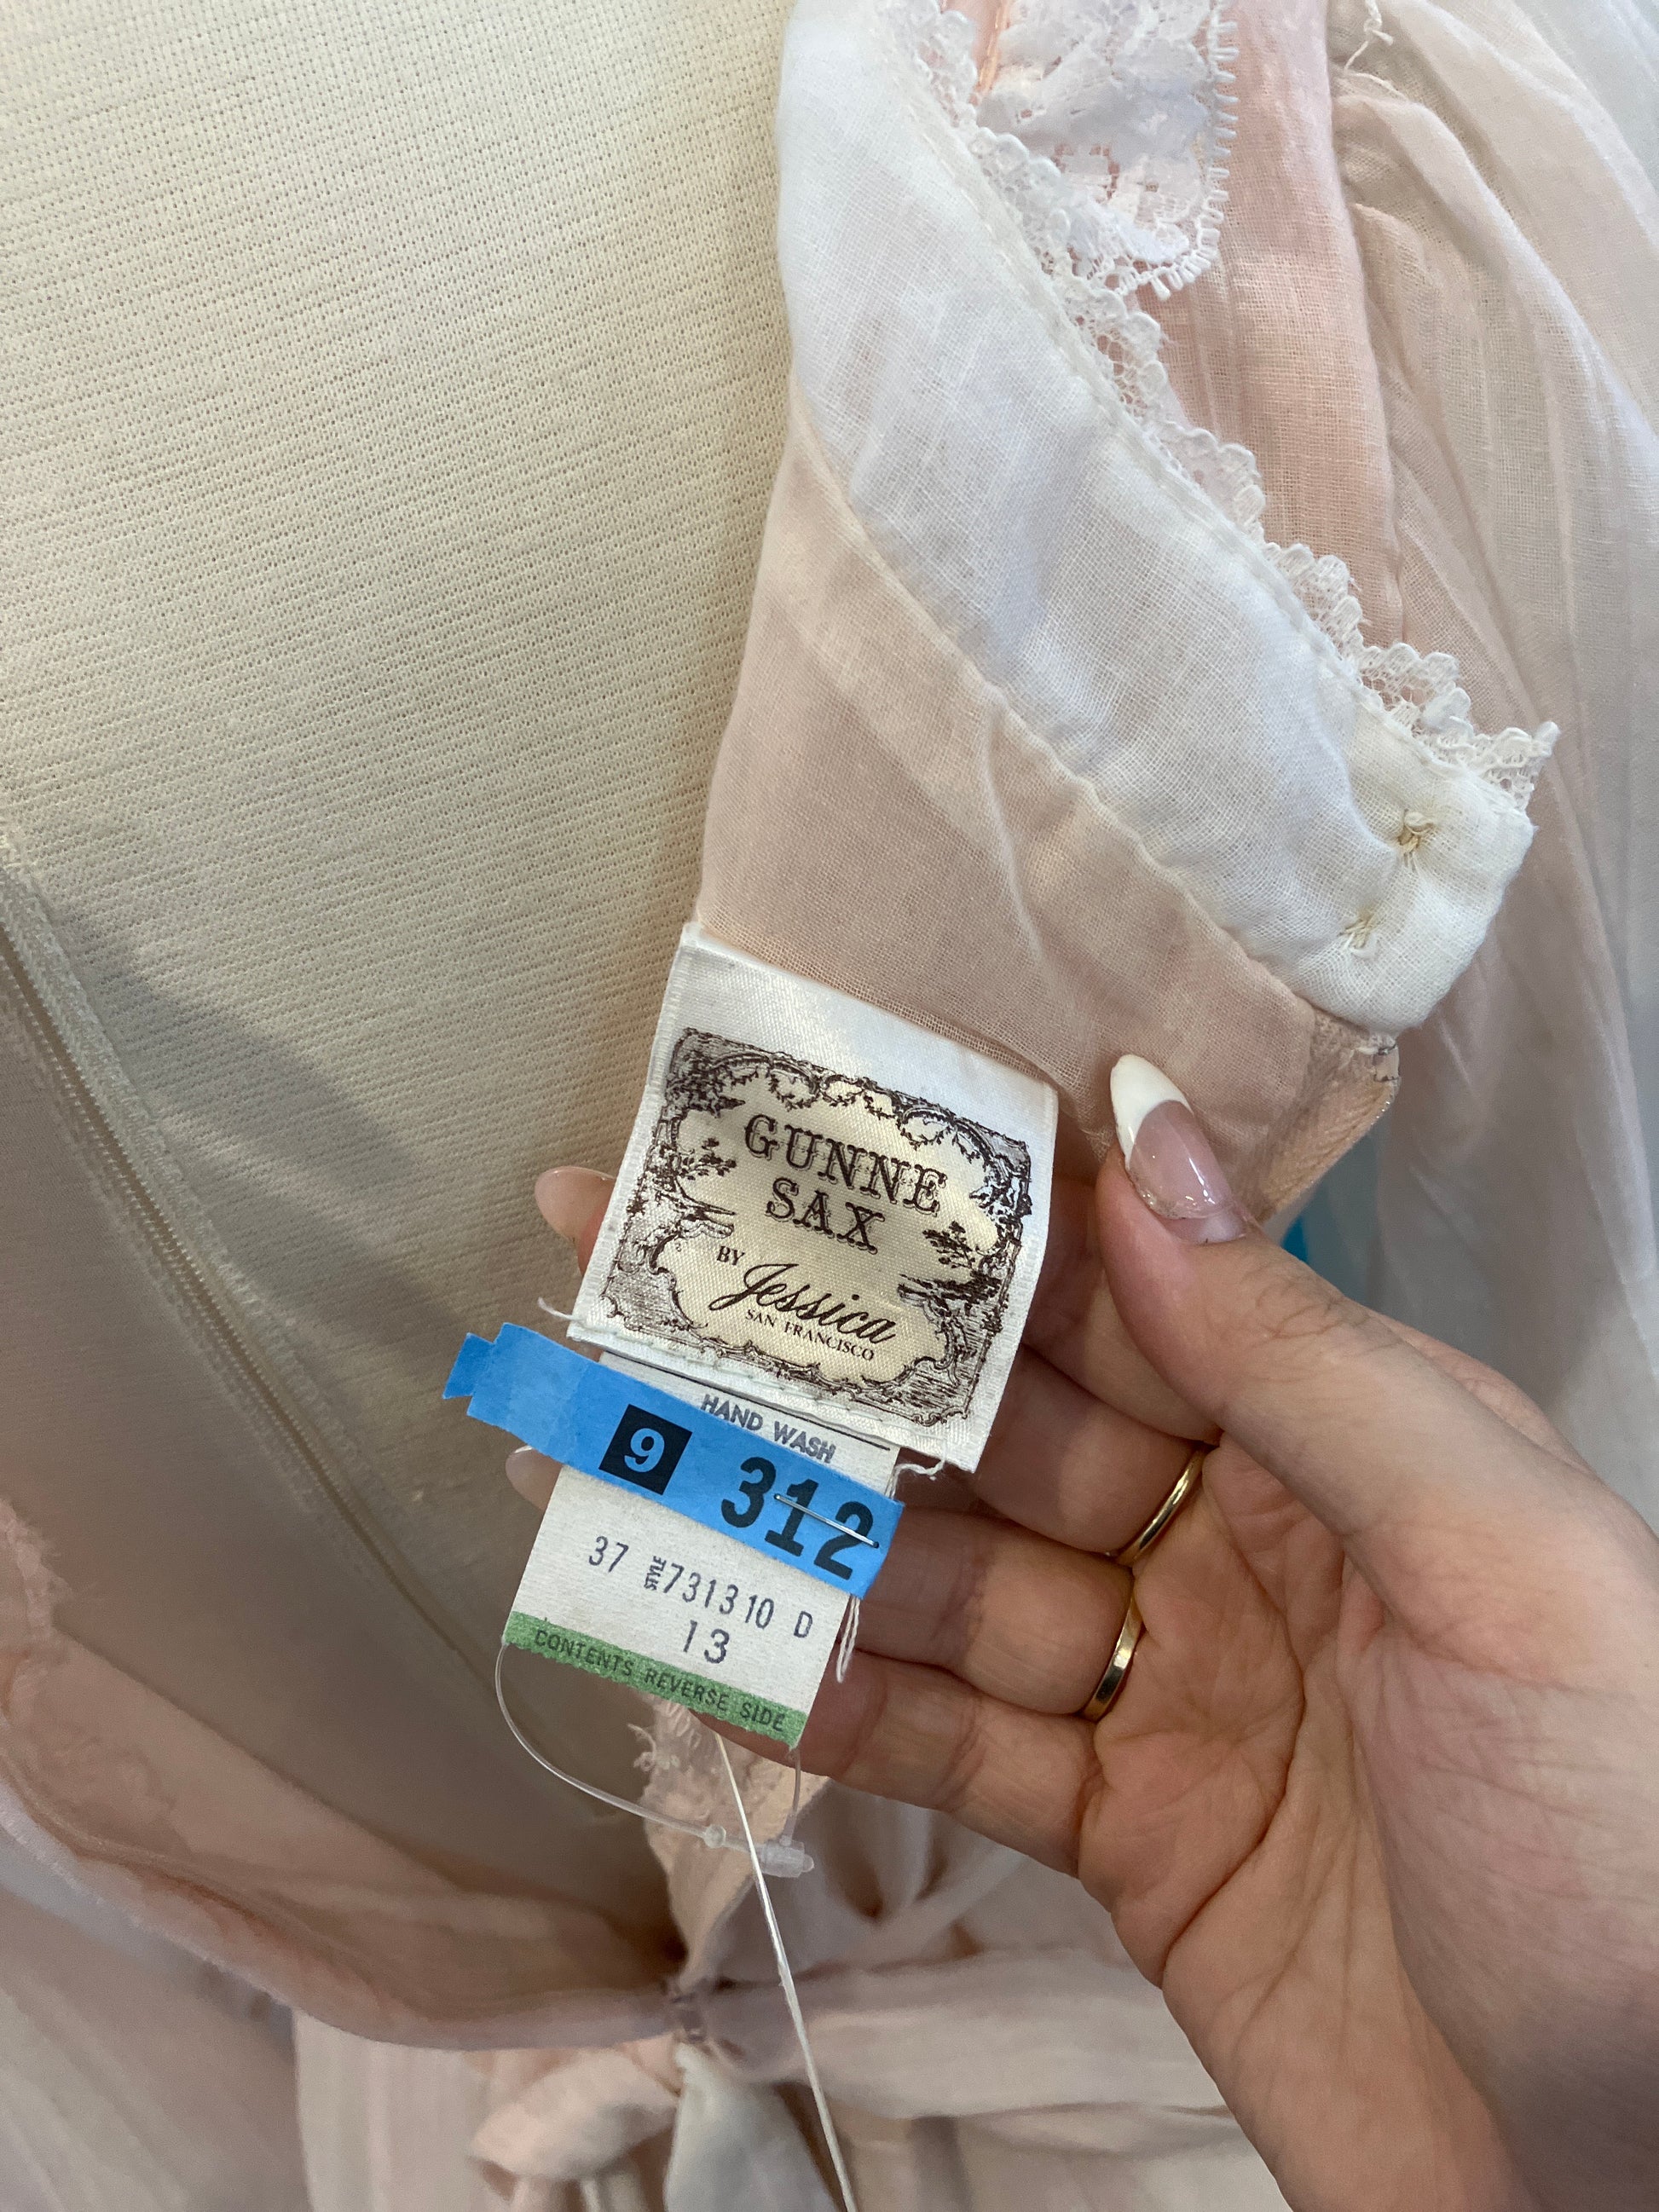 GUNNE
SAX
BY Jessica
SAN FRANCISCO
HAND WASH
9 312
37 STYLE 731310 D
13
CONTENTS REVERSE SIDE